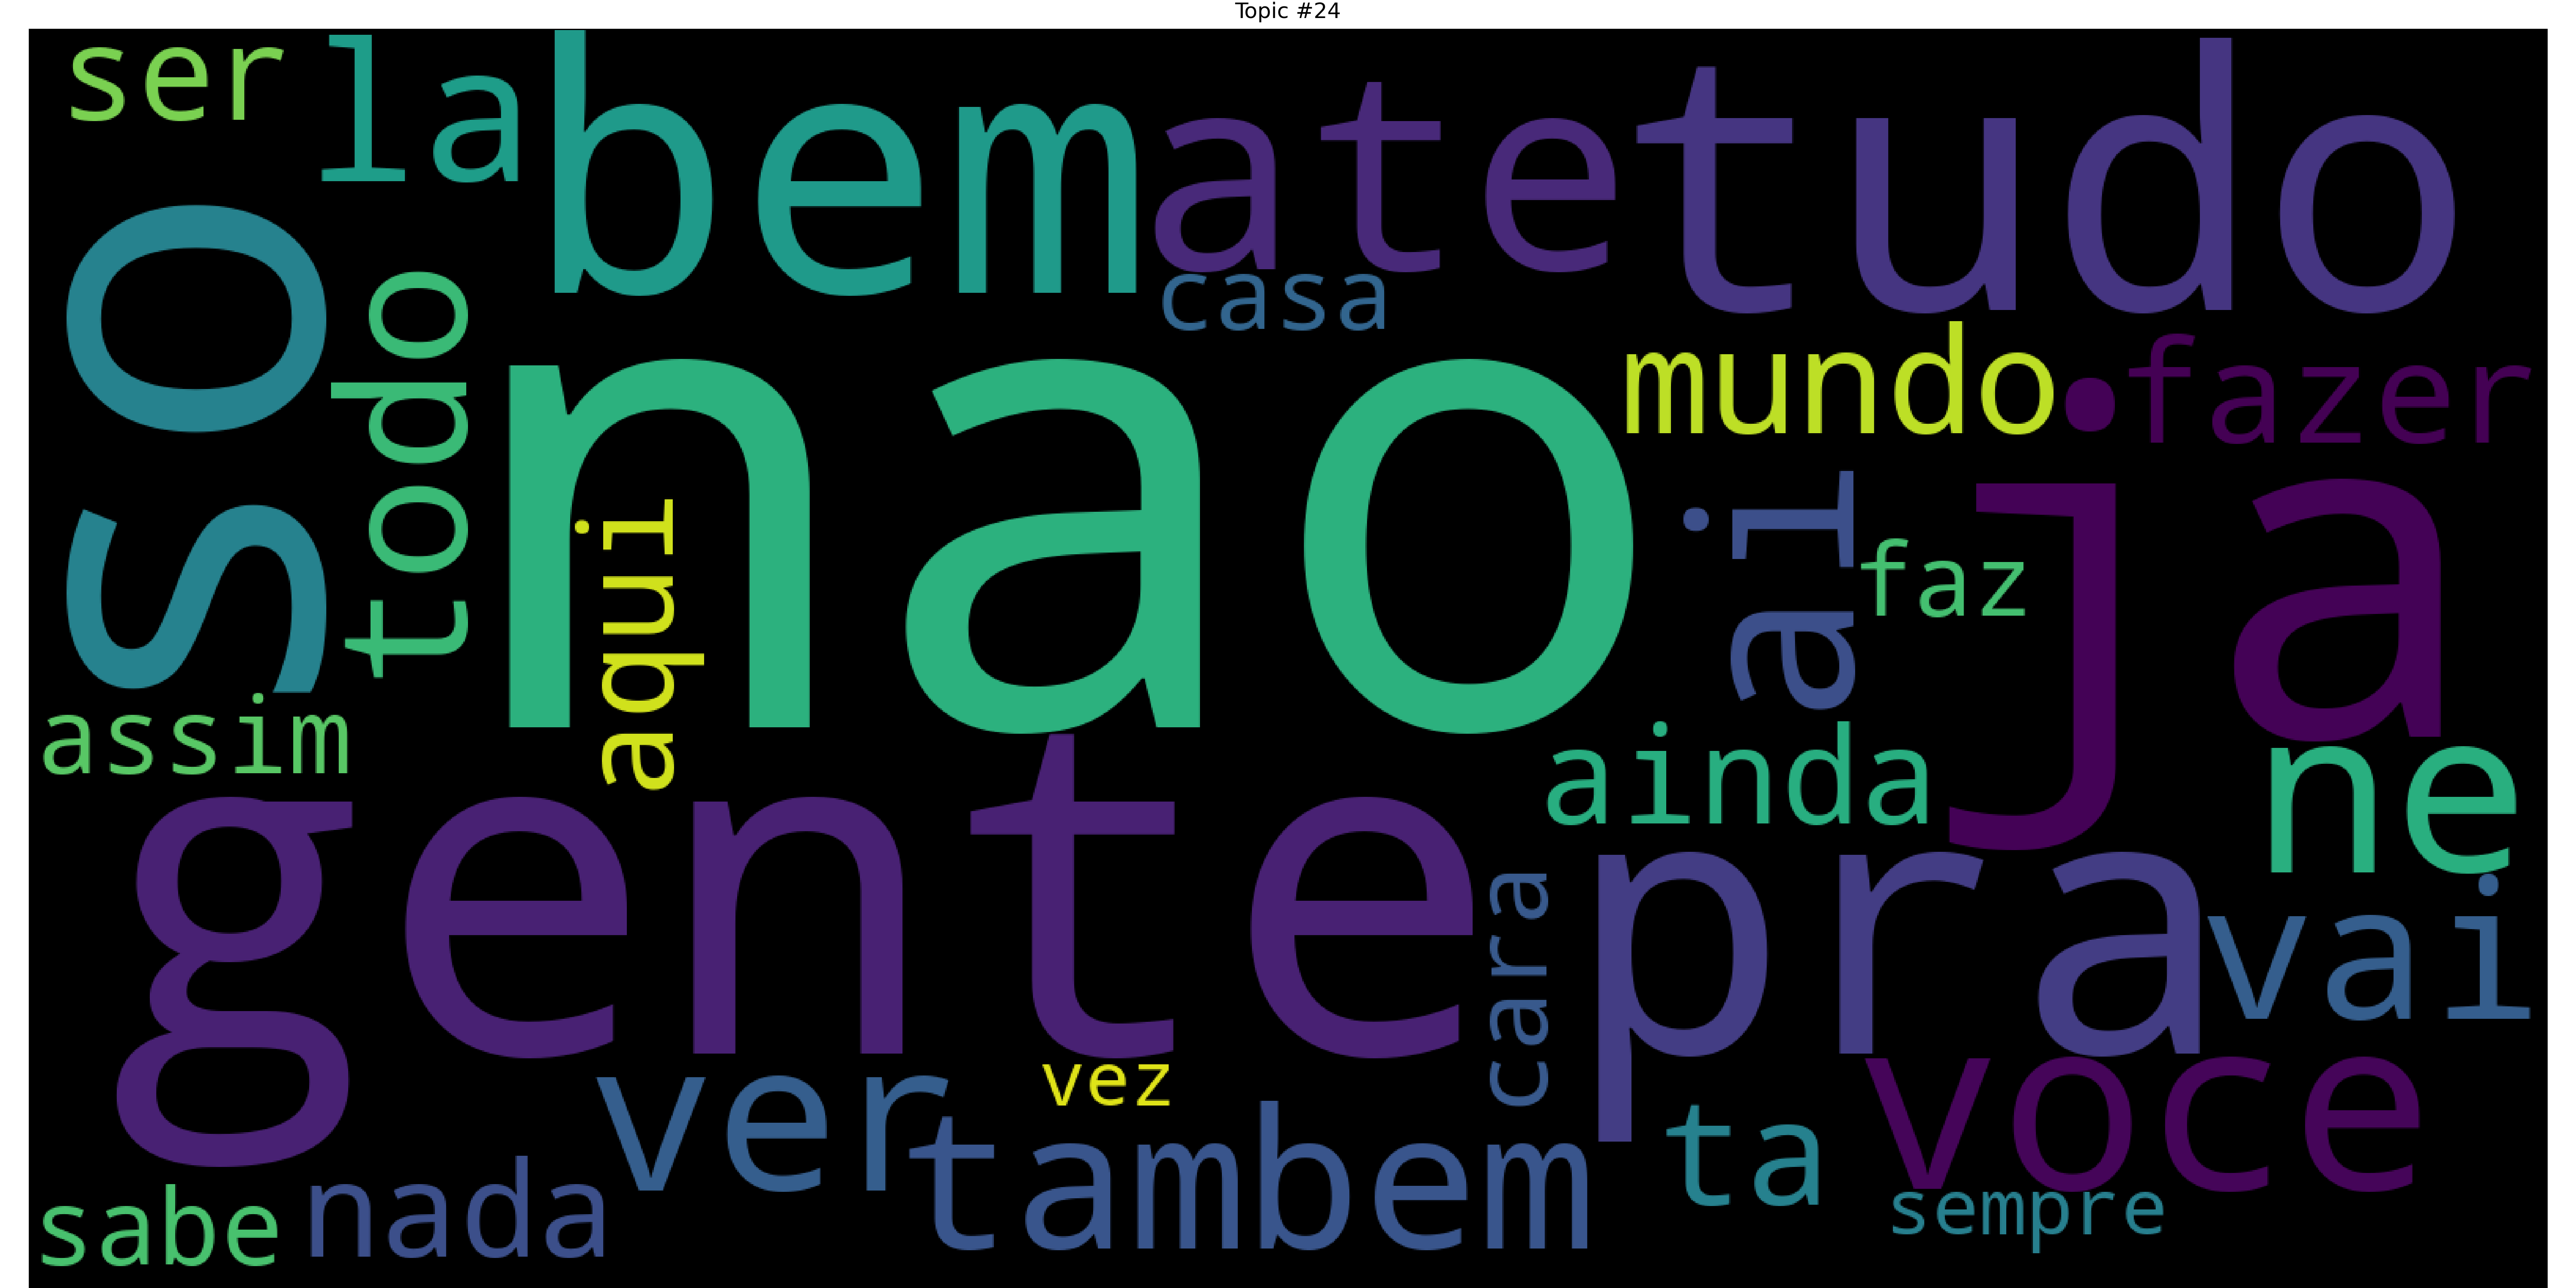 Topic #24
ser
la
bem
ate
tudo
so
todo
casa
nao
mundo
fazer
aqui
ai
faz
ja
assim
ainda
ne
gente
cara
pra
vai
ver
vez
tambem
ta
voce
sabe
nada
sempre